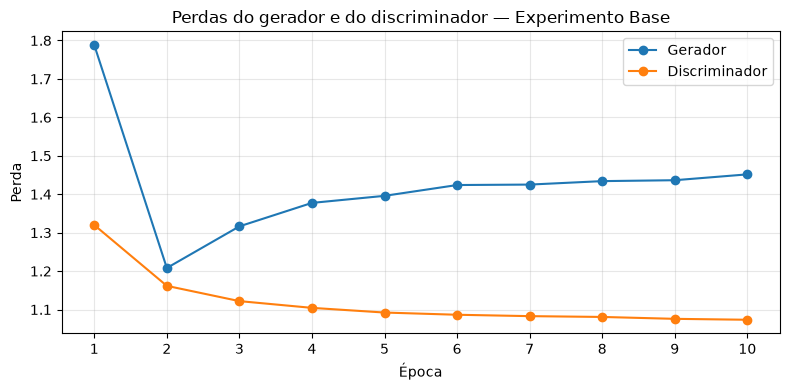 Perdas do gerador e do discriminador — Experimento Base
Gerador
Discriminador
Perda
1.8
1.7
1.6
1.5
1.4
1.3
1.2
1.1
1 2 3 4 5 6 7 8 9 10
Época